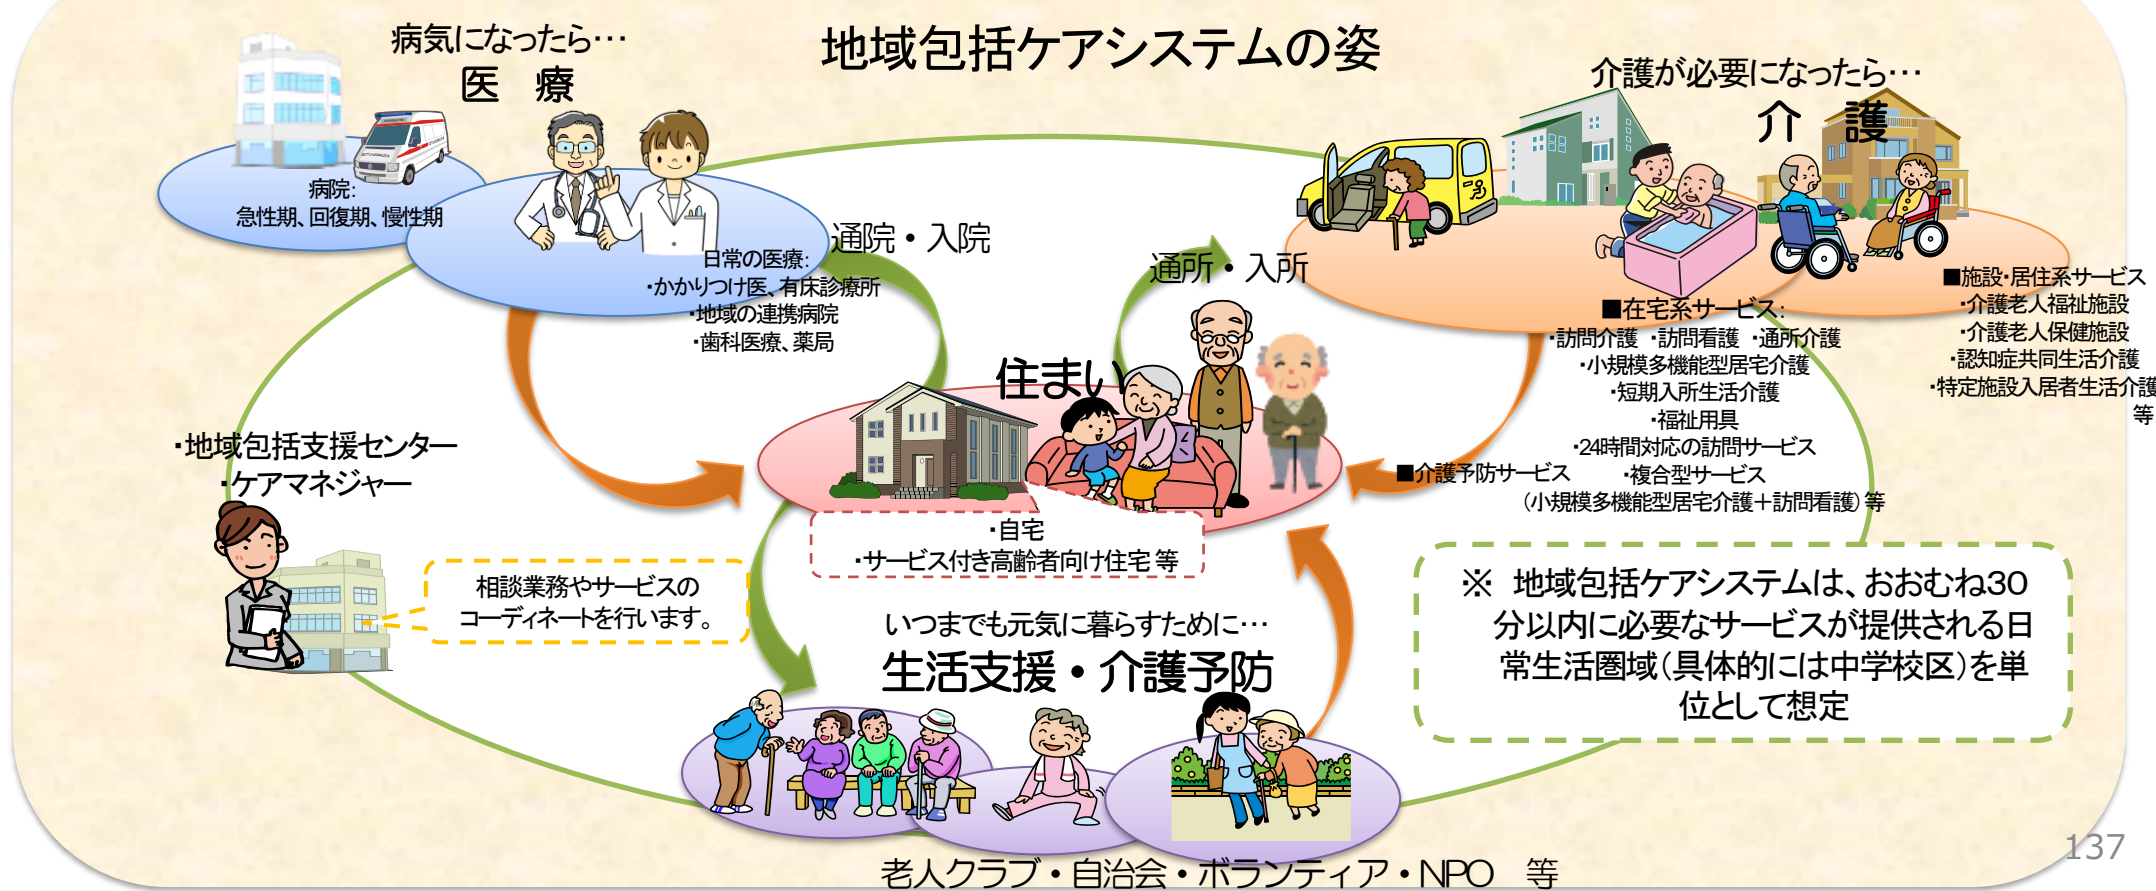 地域包括ケアシステムの姿
病気になったら…
医　療
病院:
急性期、回復期、慢性期
日常の医療:
・かかりつけ医、有床診療所
・地域の連携病院
・歯科医療、薬局
通院・入院
通所・入所
介護が必要になったら…
介　護
■在宅系サービス:
・訪問介護 ・訪問看護 ・通所介護
・小規模多機能型居宅介護
・短期入所生活介護
・福祉用具
・24時間対応の訪問サービス
・複合型サービス
（小規模多機能型居宅介護＋訪問看護）等
■介護予防サービス
■施設・居住系サービス
・介護老人福祉施設
・介護老人保健施設
・認知症共同生活介護
・特定施設入居者生活介護
等
住まい
・自宅
・サービス付き高齢者向け住宅 等
・地域包括支援センター
・ケアマネジャー
相談業務やサービスの
コーディネートを行います。
いつまでも元気に暮らすために…
生活支援・介護予防
老人クラブ・自治会・ボランティア・NPO　等
※ 地域包括ケアシステムは、おおむね30
分以内に必要なサービスが提供される日
常生活圏域（具体的には中学校区）を単
位として想定
137